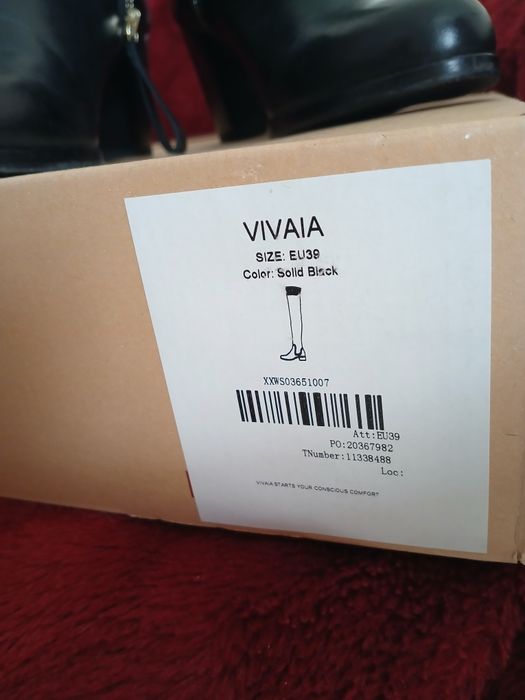 VIVAIA
SIZE: EU39
Color: Solid Black
XXWS03651007
Att:EU39
PO:20367982
TNumber:11338488
Loc:
VIVAIA STARTS YOUR CONSCIOUS COMFORT